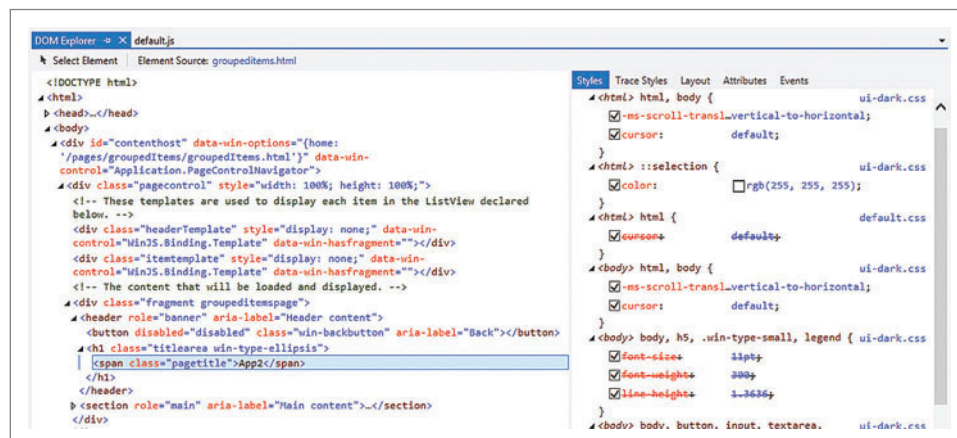 DOM Explorer default.js
Select Element Element Source: groupeditems.html
<!DOCTYPE html>
<html>
<head>…</head>
<body>
<div id="contenthost" data-win-options="{home:
'/pages/groupedItems/groupedItems.html'}" data-win-
control="Application.PageControlNavigator">
<div class="pagecontrol" style="width: 100%; height: 100%;">
<!-- These templates are used to display each item in the ListView declared
below. -->
<div class="headerTemplate" style="display: none;" data-win-
control="WinJS.Binding.Template" data-win-hasfragment=""></div>
<div class="itemtemplate" style="display: none;" data-win-
control="WinJS.Binding.Template" data-win-hasfragment=""></div>
<!-- The content that will be loaded and displayed. -->
<div class="fragment groupeditemspage">
<header role="banner" aria-label="Header content">
<button disabled="disabled" class="win-backbutton" aria-label="Back"></button>
<h1 class="titlearea win-type-ellipsis">
<span class="pagetitle">App2</span>
</h1>
</header>
<section role="main" aria-label="Main content">…</section>
</div>
Styles Trace Styles Layout Attributes Events
<html> html, body { ui-dark.css
-ms-scroll-transl…vertical-to-horizontal;
cursor: default;
}
<html> ::selection { ui-dark.css
color: rgb(255, 255, 255);
}
<html> html { default.css
cursor: default;
}
<body> html, body { ui-dark.css
-ms-scroll-transl…vertical-to-horizontal;
cursor: default;
}
<body> body, h5, .win-type-small, legend { ui-dark.css
font-size: 11pt;
font-weight: 300;
line-height: 1.3636;
}
<body> body, button, input, textarea, ui-dark.css